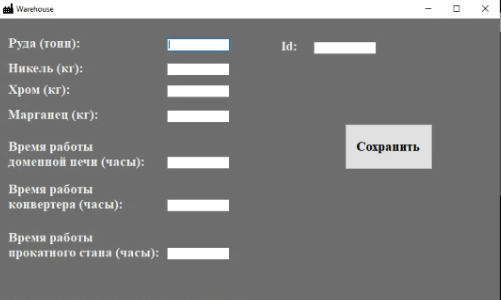 Warehouse
Руда (тонн):
Id:
Никель (кг):
Хром (кг):
Марганец (кг):
Сохранить
Время работы
доменной печи (часы):
Время работы
конвертера (часы):
Время работы
прокатного стана (часы):